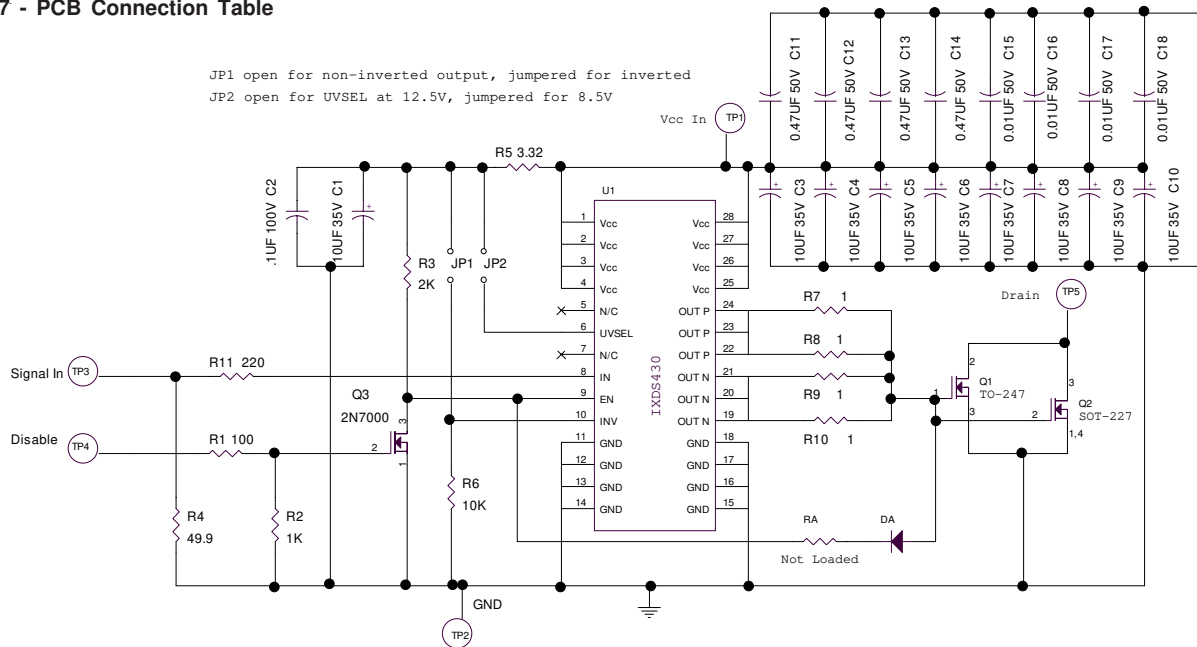 7 - PCB Connection Table
JP1 open for non-inverted output, jumpered for inverted
JP2 open for UVSEL at 12.5V, jumpered for 8.5V
Vcc In
TP1
0.47UF 50V C11
0.47UF 50V C12
0.47UF 50V C13
0.47UF 50V C14
0.01UF 50V C15
0.01UF 50V C16
0.01UF 50V C17
0.01UF 50V C18
R5 3.32
.1UF 100V C2
10UF 35V C1
+
10UF 35V C3
+
10UF 35V C4
+
10UF 35V C5
+
10UF 35V C6
+
10UF 35V C7
+
10UF 35V C8
+
10UF 35V C9
+
10UF 35V C10
+
R3
2K
JP1 JP2
U1
IXDS430
1 Vcc
2 Vcc
3 Vcc
4 Vcc
5 N/C
6 UVSEL
7 N/C
8 IN
9 EN
10 INV
11 GND
12 GND
13 GND
14 GND
Vcc 28
Vcc 27
Vcc 26
Vcc 25
OUT P 24
OUT P 23
OUT P 22
OUT N 21
OUT N 20
OUT N 19
GND 18
GND 17
GND 16
GND 15
R7 1
R8 1
R9 1
R10 1
Drain
TP5
2
1
Q1
TO-247
3
3
2
Q2
SOT-227
1,4
Signal In TP3
R11 220
Q3
2N7000
3
2
1
Disable TP4
R1 100
R4
49.9
R2
1K
R6
10K
RA
DA
Not Loaded
GND
TP2